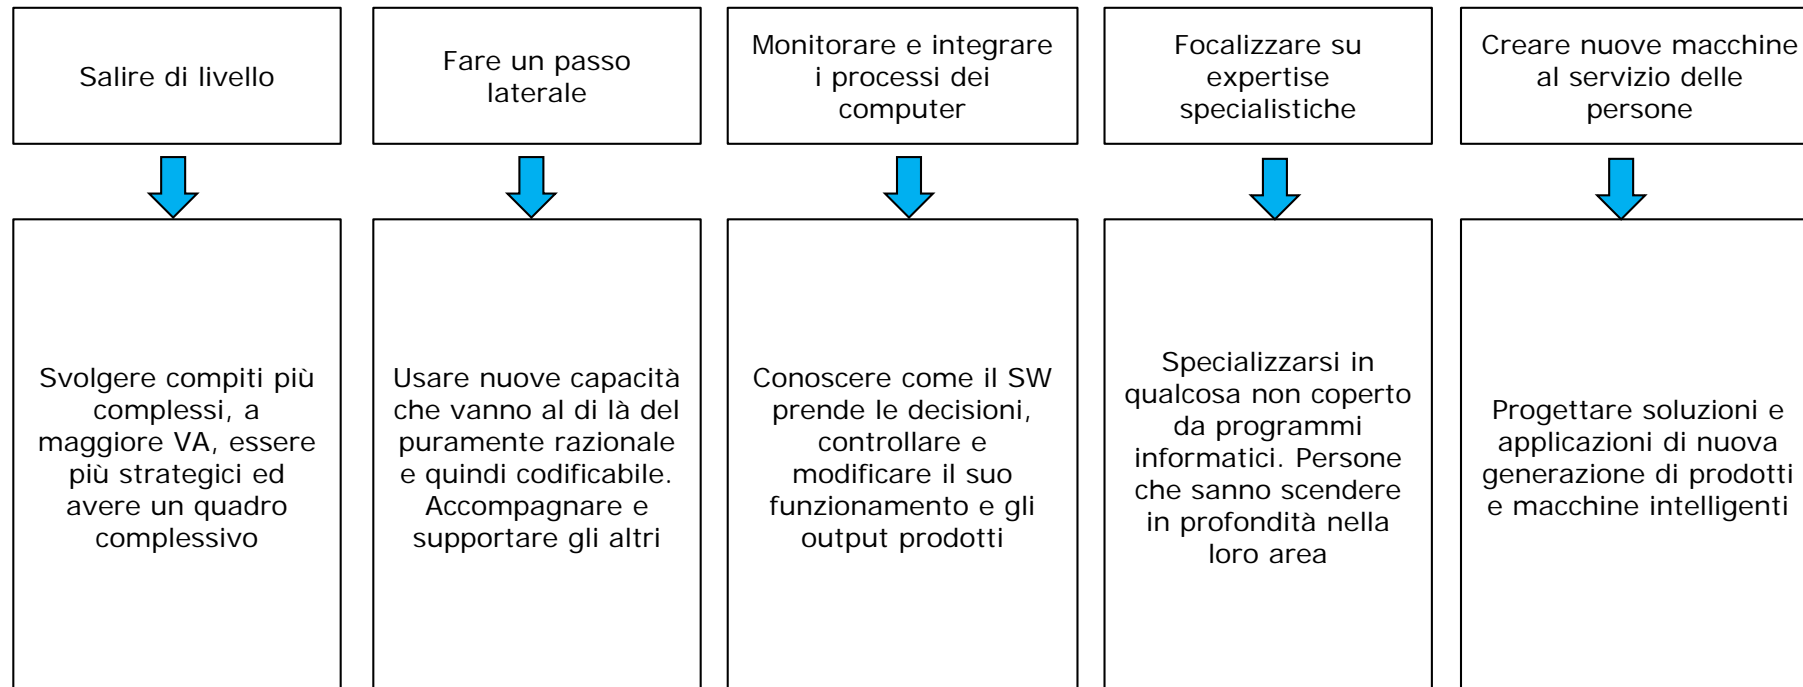 Salire di livello
Fare un passo
laterale
Monitorare e integrare
i processi dei
computer
Focalizzare su
expertise
specialistiche
Creare nuove macchine
al servizio delle
persone
Svolgere compiti più
complessi, a
maggiore VA, essere
più strategici ed
avere un quadro
complessivo
Usare nuove capacità
che vanno al di là del
puramente razionale
e quindi codificabile.
Accompagnare e
supportare gli altri
Conoscere come il SW
prende le decisioni,
controllare e
modificare il suo
funzionamento e gli
output prodotti
Specializzarsi in
qualcosa non coperto
da programmi
informatici. Persone
che sanno scendere
in profondità nella
loro area
Progettare soluzioni e
applicazioni di nuova
generazione di prodotti
e macchine intelligenti